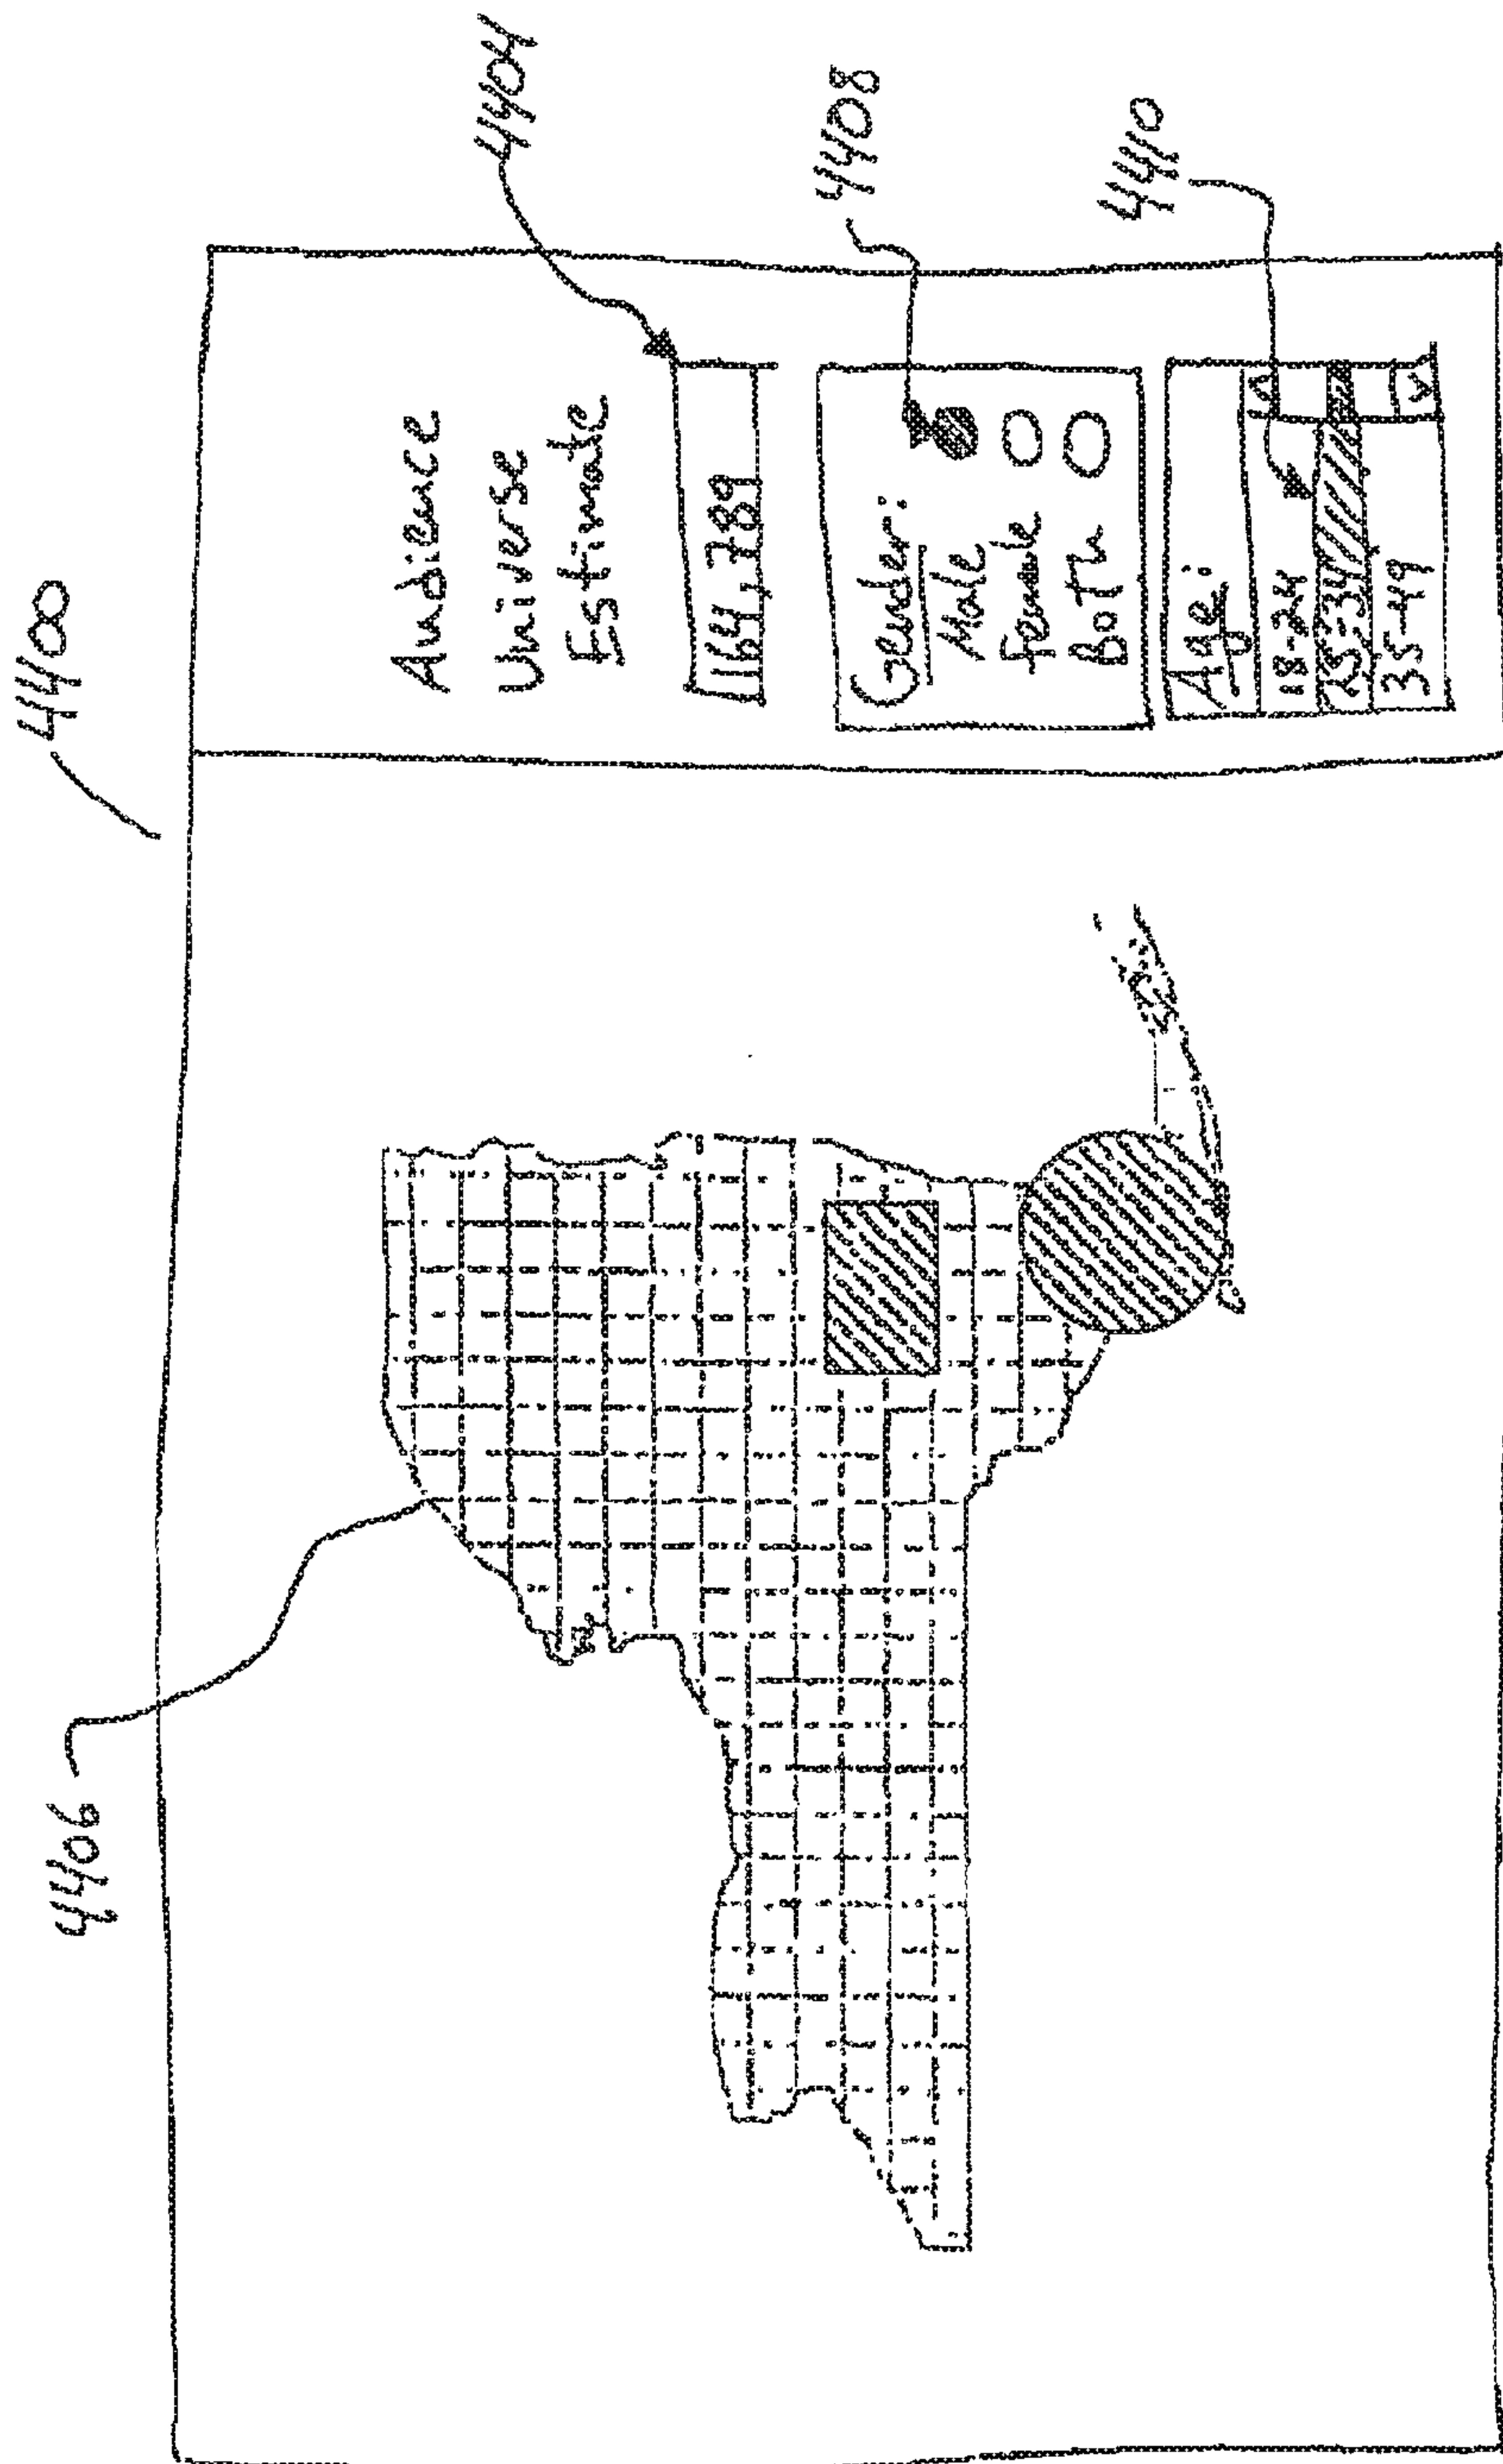 4400
4406
Audience
Universe
Estimate
164,789
4404
Gender:
Male
Female
Both
4408
Age:
18-24
25-34
35-49
4410